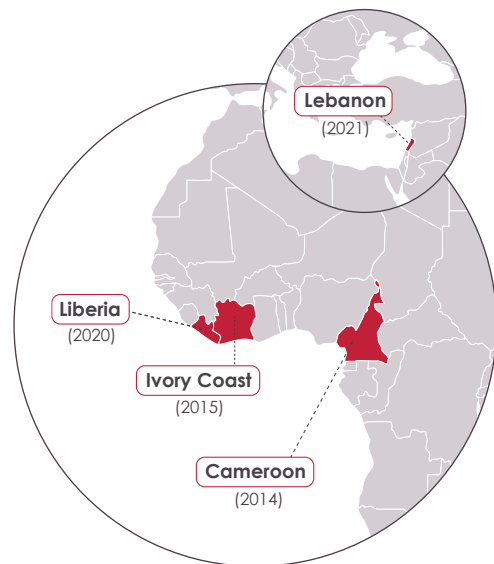 Lebanon
(2021)
Liberia
(2020)
Ivory Coast
(2015)
Cameroon
(2014)